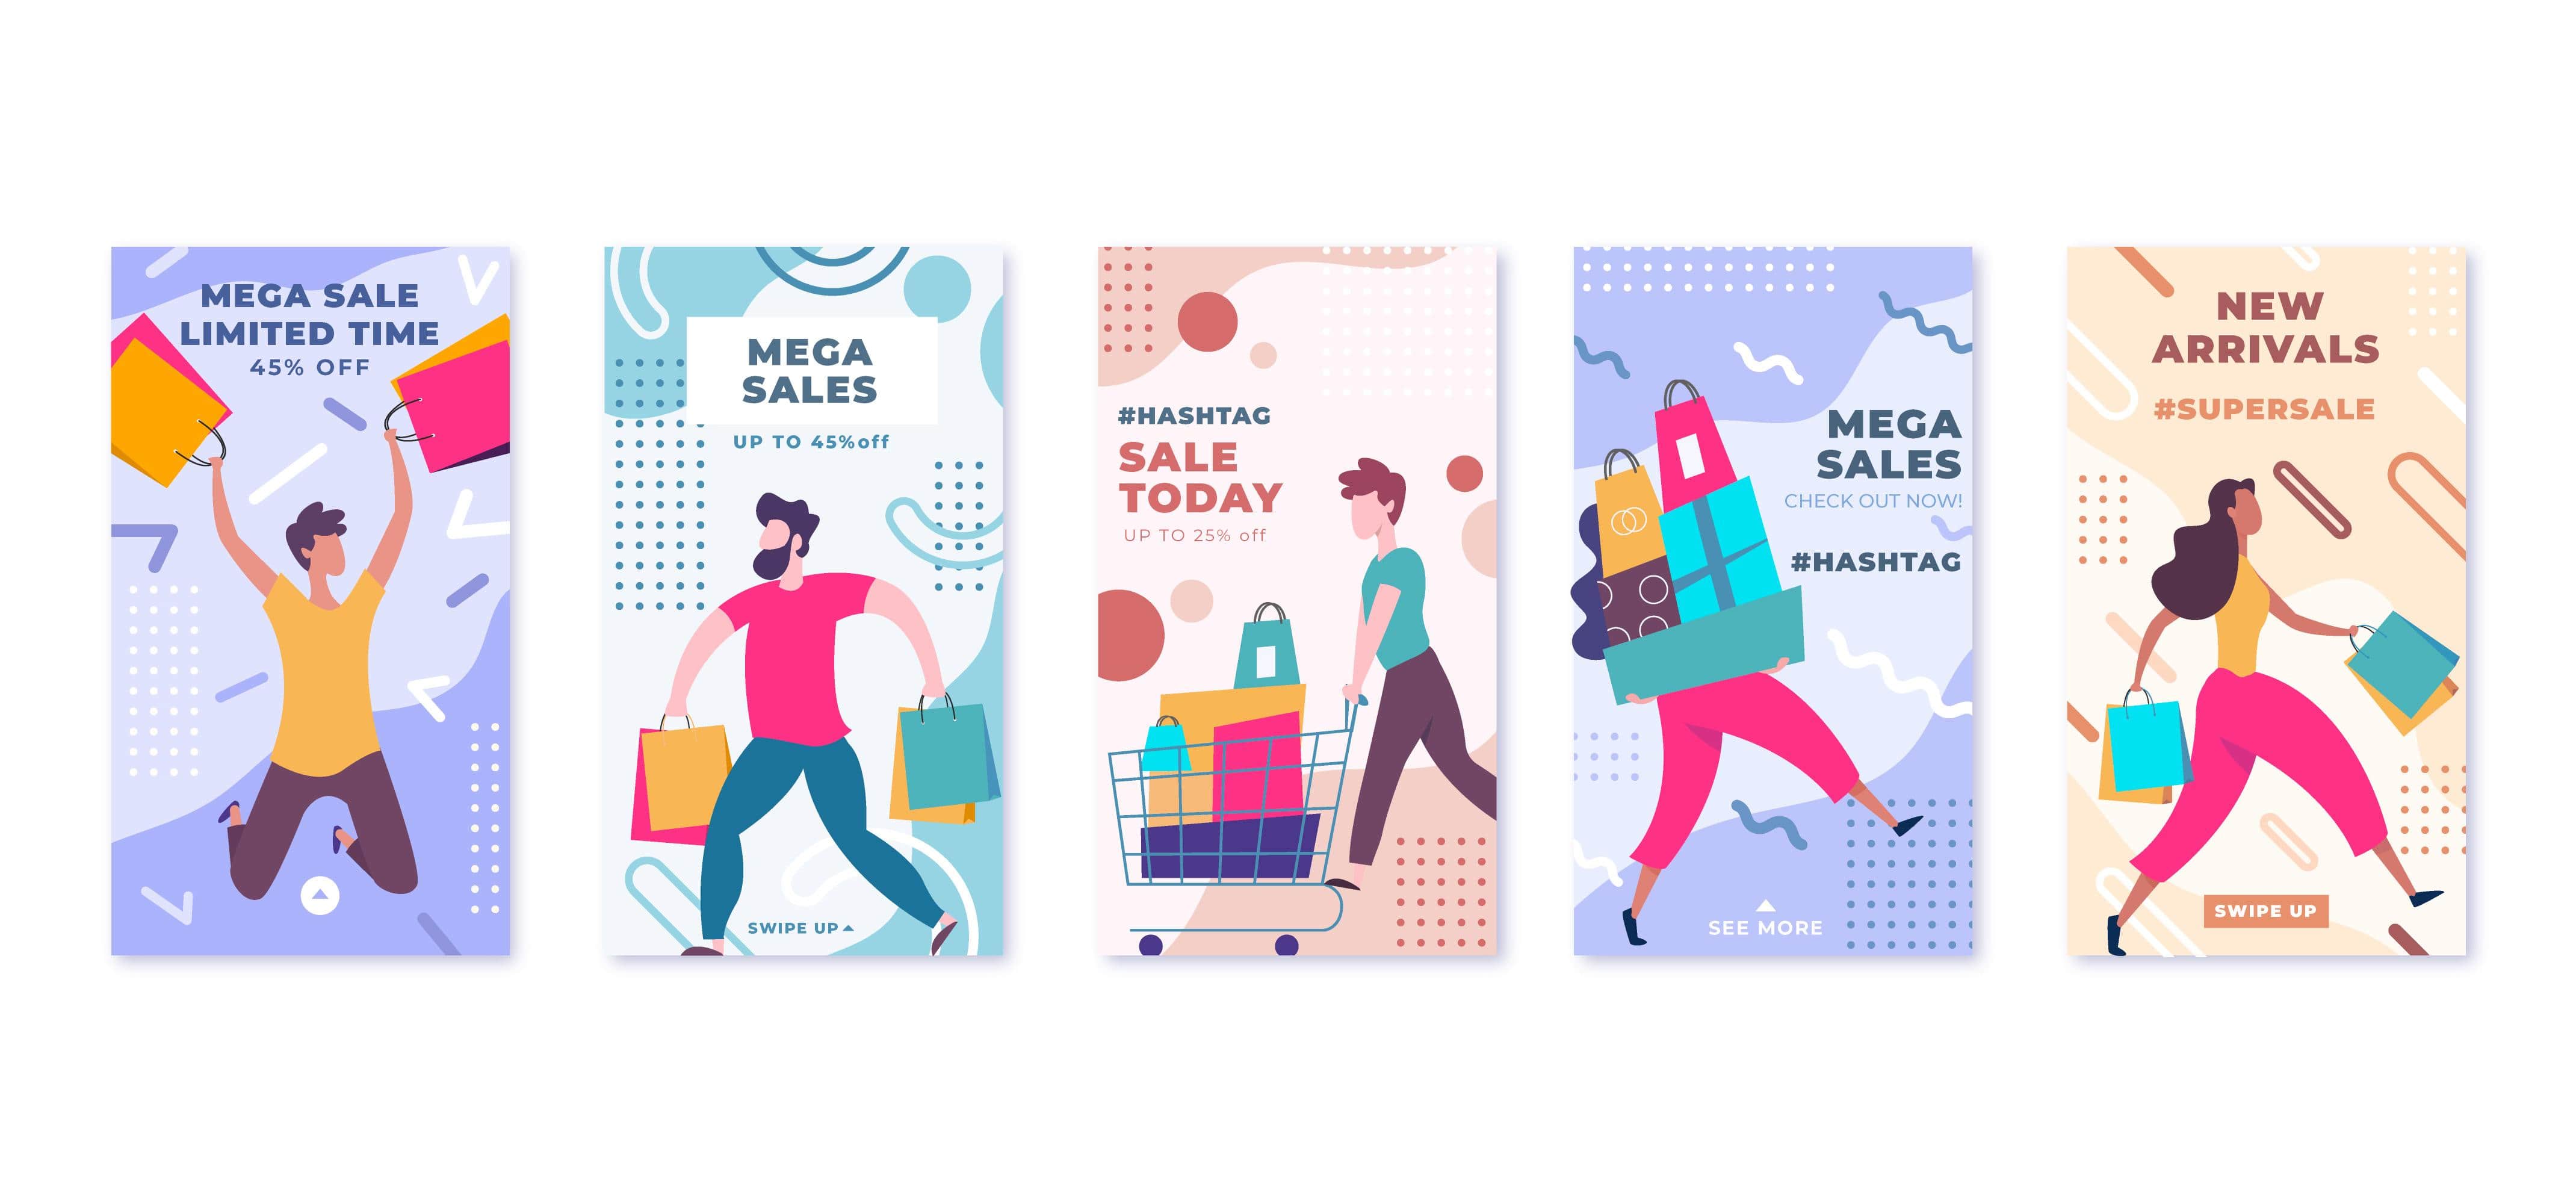 MEGA SALE
LIMITED TIME
45% OFF
MEGA
SALES
UP TO 45%off
SWIPE UP
#HASHTAG
SALE
TODAY
UP TO 25% off
MEGA
SALES
CHECK OUT NOW!
#HASHTAG
SEE MORE
NEW
ARRIVALS
#SUPERSALE
SWIPE UP